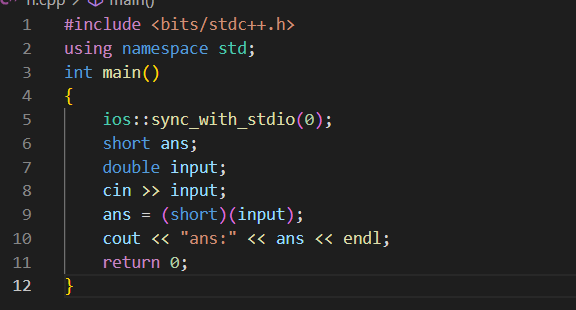 main()
1 #include <bits/stdc++.h>
2 using namespace std;
3 int main()
4 {
5 ios::sync_with_stdio(0);
6 short ans;
7 double input;
8 cin >> input;
9 ans = (short)(input);
10 cout << "ans:" << ans << endl;
11 return 0;
12 }